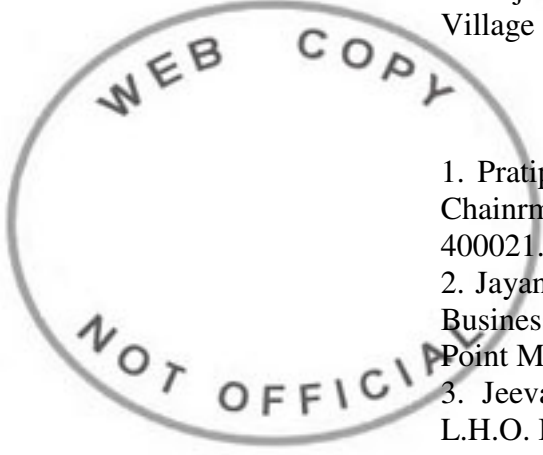 Village
WEB COPY
1. Pratip
Chainrm
400021.
2. Jayan
Busines
Point M
3. Jeeva
L.H.O.
NOT OFFICIAL